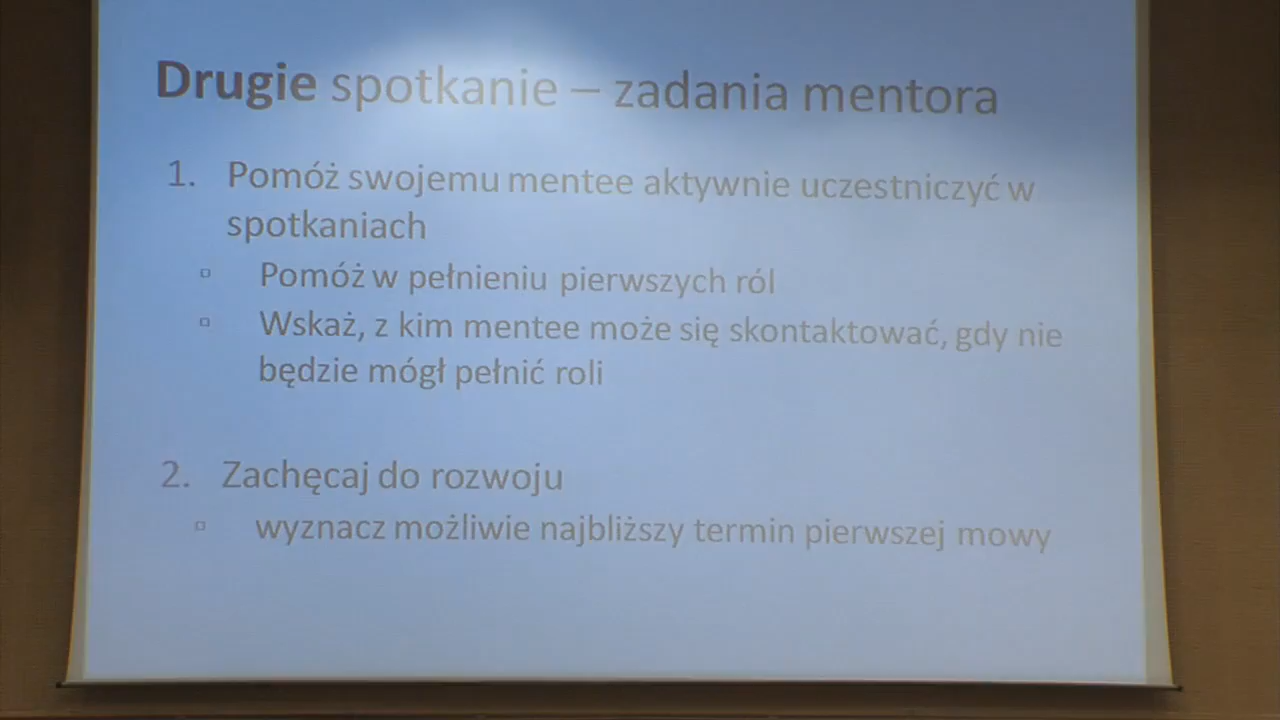 Drugie spotkanie – zadania mentora
1. Pomóż swojemu mentee aktywnie uczestniczyć w
spotkaniach
▫ Pomóż w pełnieniu pierwszych ról
▫ Wskaż, z kim mentee może się skontaktować, gdy nie
będzie mógł pełnić roli
2. Zachęcaj do rozwoju
▫ wyznacz możliwie najbliższy termin pierwszej mowy